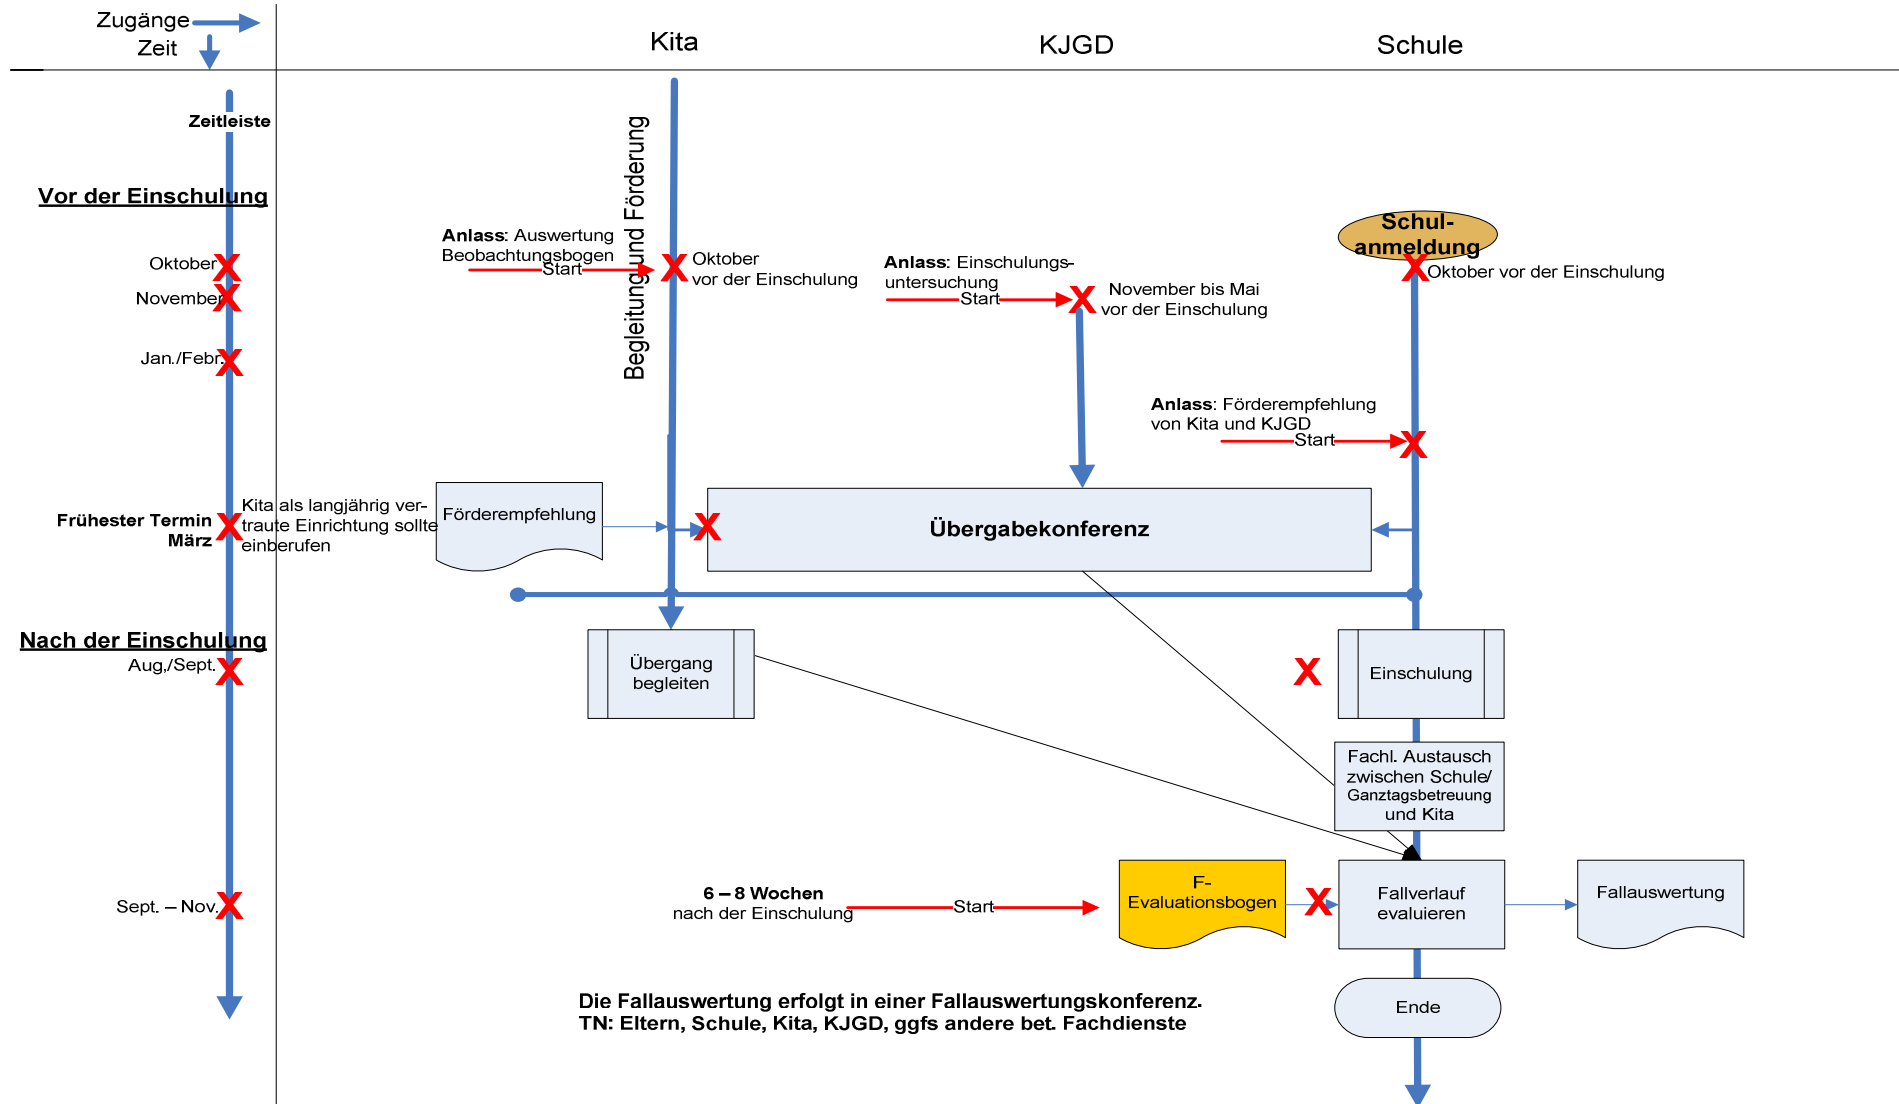 Zugänge
Zeit
Kita
KJGD
Schule
Zeitleiste
Vor der Einschulung
Oktober
November
Jan./Febr.
Frühester Termin
März
Nach der Einschulung
Aug,/Sept.
Sept. – Nov.
Begleitung und Förderung
Anlass: Auswertung
Beobachtungsbogen
Start
Oktober
vor der Einschulung
Anlass: Einschulungs-
untersuchung
Start
November bis Mai
vor der Einschulung
Schul-
anmeldung
Oktober vor der Einschulung
Anlass: Förderempfehlung
von Kita und KJGD
Start
Kita als langjährig ver-
traute Einrichtung sollte
einberufen
Förderempfehlung
Übergabekonferenz
Übergang
begleiten
Einschulung
Fachl. Austausch
zwischen Schule/
Ganztagsbetreuung
und Kita
6 – 8 Wochen
nach der Einschulung
Start
F-
Evaluationsbogen
Fallverlauf
evaluieren
Fallauswertung
Die Fallauswertung erfolgt in einer Fallauswertungskonferenz.
TN: Eltern, Schule, Kita, KJGD, ggfs andere bet. Fachdienste
Ende